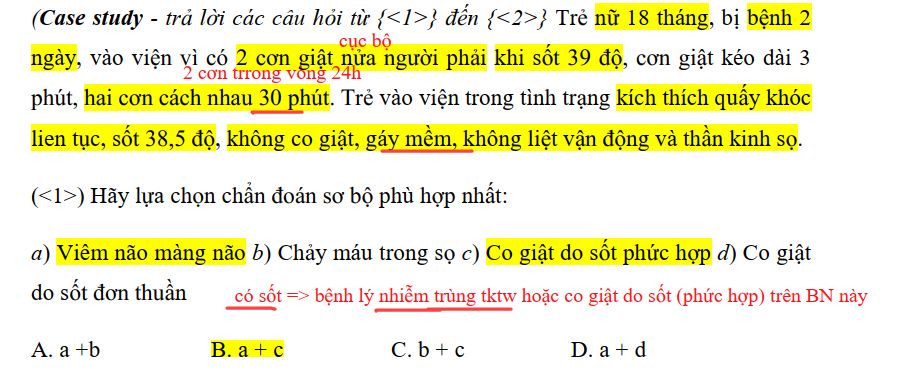 (Case study - trả lời các câu hỏi từ {<1>} đến {<2>} Trẻ nữ 18 tháng, bị bệnh 2
cục bộ
ngày, vào viện vì có 2 cơn giật nửa người phải khi sốt 39 độ, cơn giật kéo dài 3
2 cơn trrong vòng 24h
phút, hai cơn cách nhau 30 phút. Trẻ vào viện trong tình trạng kích thích quấy khóc
lien tục, sốt 38,5 độ, không co giật, gáy mềm, không liệt vận động và thần kinh sọ.
(<1>) Hãy lựa chọn chẩn đoán sơ bộ phù hợp nhất:
a) Viêm não màng não b) Chảy máu trong sọ c) Co giật do sốt phức hợp d) Co giật
do sốt đơn thuần
có sốt => bệnh lý nhiễm trùng tktw hoặc co giật do sốt (phức hợp) trên BN này
A. a +b B. a + c C. b + c D. a + d